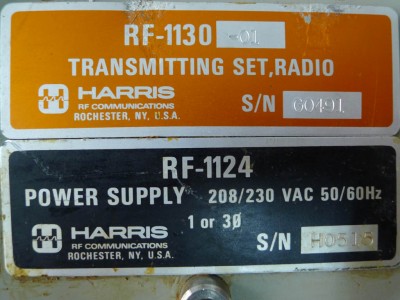 RF-1130 -01
TRANSMITTING SET, RADIO
HARRIS
RF COMMUNICATIONS
ROCHESTER, NY, U.S.A.
S/N 60491
RF-1124
POWER SUPPLY 208/230 VAC 50/60Hz
1 or 3Ø
HARRIS
RF COMMUNICATIONS
ROCHESTER, NY, U.S.A.
S/N